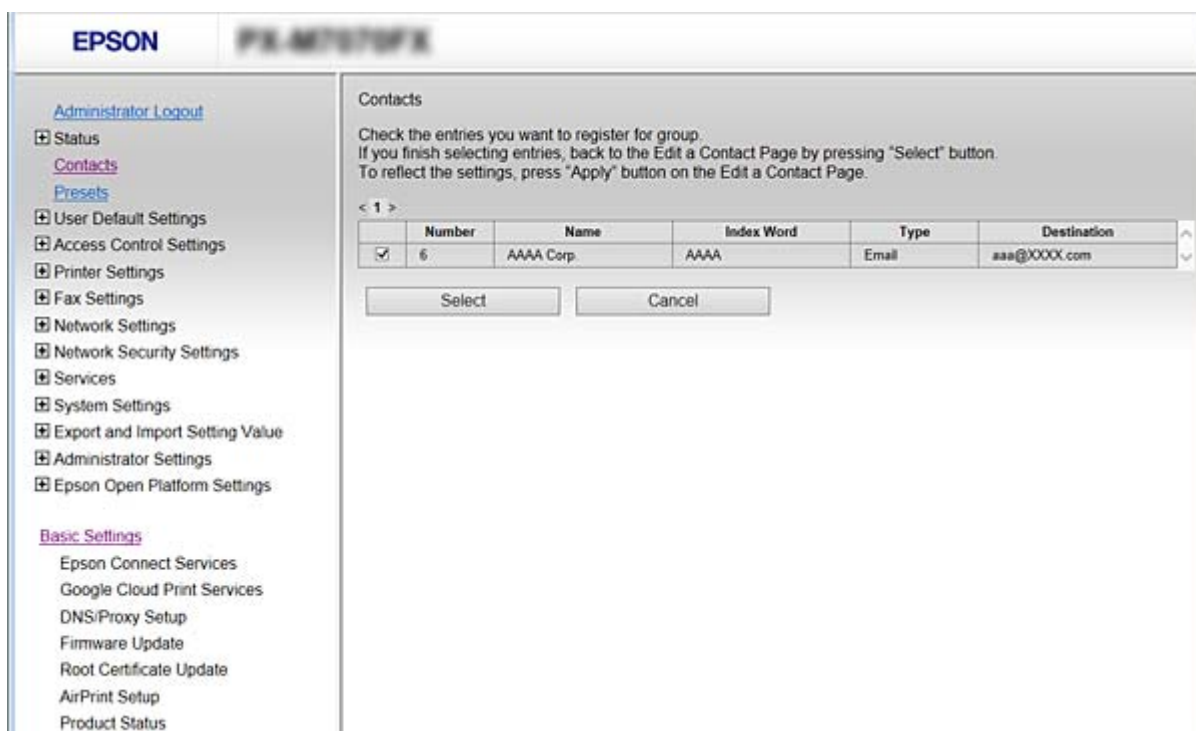 EPSON
Administrator Logout
Status
Contacts
Presets
User Default Settings
Access Control Settings
Printer Settings
Fax Settings
Network Settings
Network Security Settings
Services
System Settings
Export and Import Setting Value
Administrator Settings
Epson Open Platform Settings
Basic Settings
Epson Connect Services
Google Cloud Print Services
DNS/Proxy Setup
Firmware Update
Root Certificate Update
AirPrint Setup
Product Status
Contacts
Check the entries you want to register for group.
If you finish selecting entries, back to the Edit a Contact Page by pressing "Select" button.
To reflect the settings, press "Apply" button on the Edit a Contact Page.
< 1 >
Number Name Index Word Type Destination
6 AAAA Corp. AAAA Email aaa@XXXX.com
Select Cancel